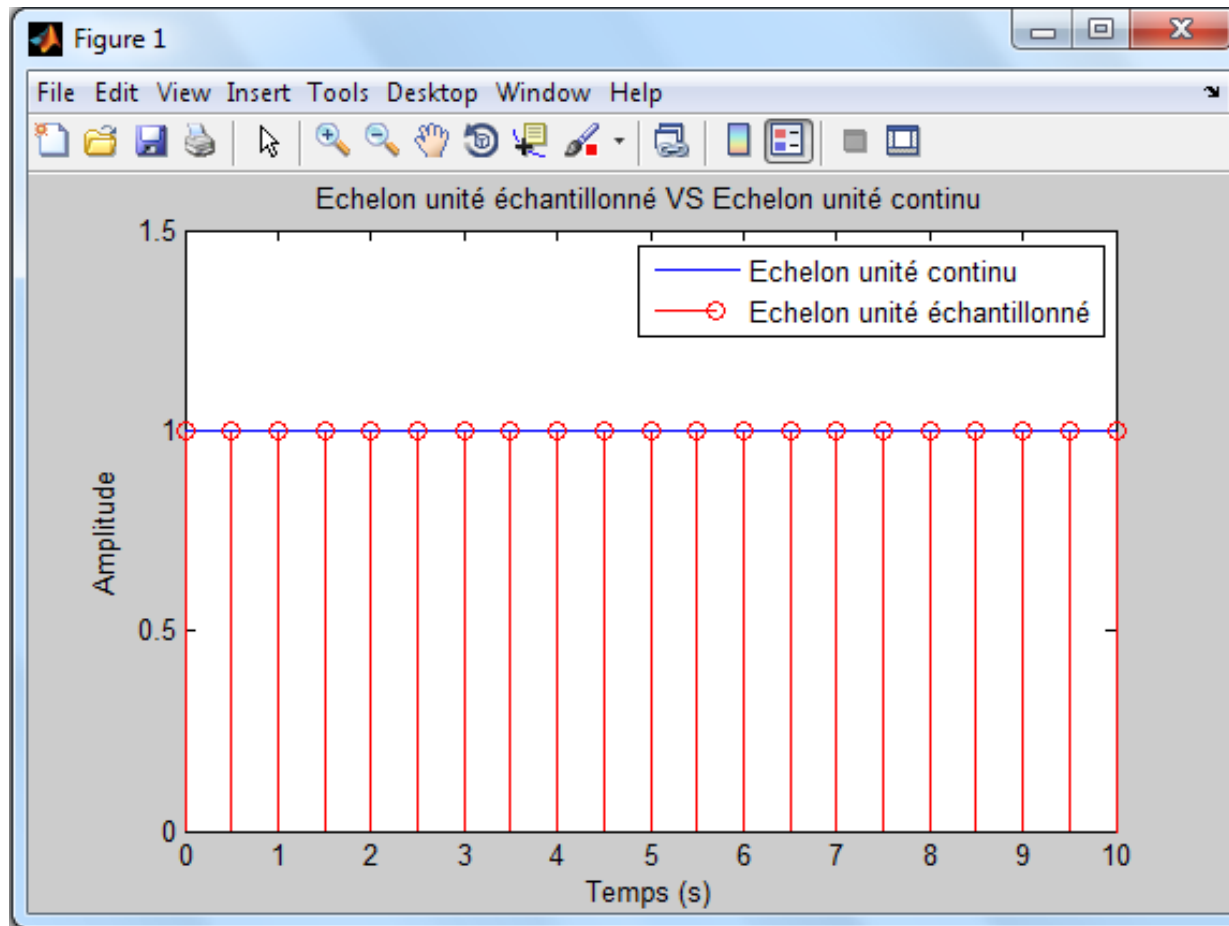 Figure 1
File Edit View Insert Tools Desktop Window Help
Echelon unité échantillonné VS Echelon unité continu
Echelon unité continu
Echelon unité échantillonné
1.5
1
0.5
0
Amplitude
0 1 2 3 4 5 6 7 8 9 10
Temps (s)